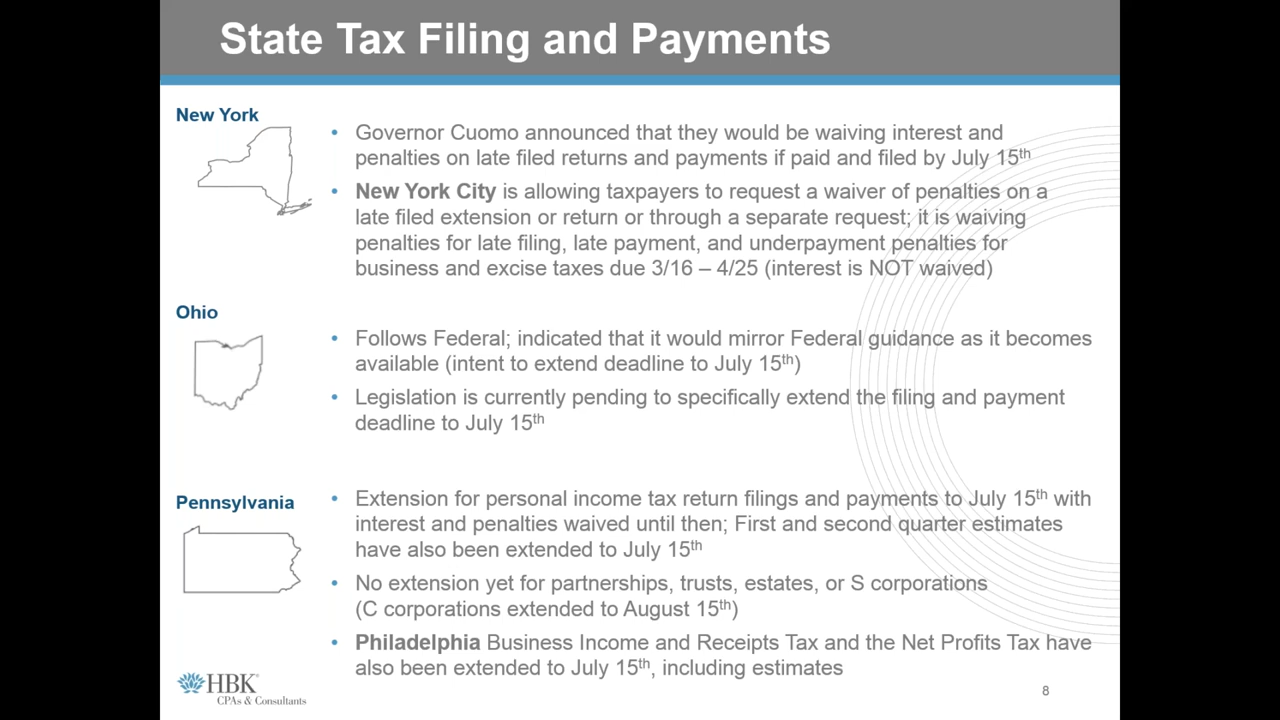 State Tax Filing and Payments
New York
• Governor Cuomo announced that they would be waiving interest and
penalties on late filed returns and payments if paid and filed by July 15th
• New York City is allowing taxpayers to request a waiver of penalties on a
late filed extension or return or through a separate request; it is waiving
penalties for late filing, late payment, and underpayment penalties for
business and excise taxes due 3/16 – 4/25 (interest is NOT waived)
Ohio
• Follows Federal; indicated that it would mirror Federal guidance as it becomes
available (intent to extend deadline to July 15th)
• Legislation is currently pending to specifically extend the filing and payment
deadline to July 15th
Pennsylvania
• Extension for personal income tax return filings and payments to July 15th with
interest and penalties waived until then; First and second quarter estimates
have also been extended to July 15th
• No extension yet for partnerships, trusts, estates, or S corporations
(C corporations extended to August 15th)
• Philadelphia Business Income and Receipts Tax and the Net Profits Tax have
also been extended to July 15th, including estimates
HBK
CPAs & Consultants
8